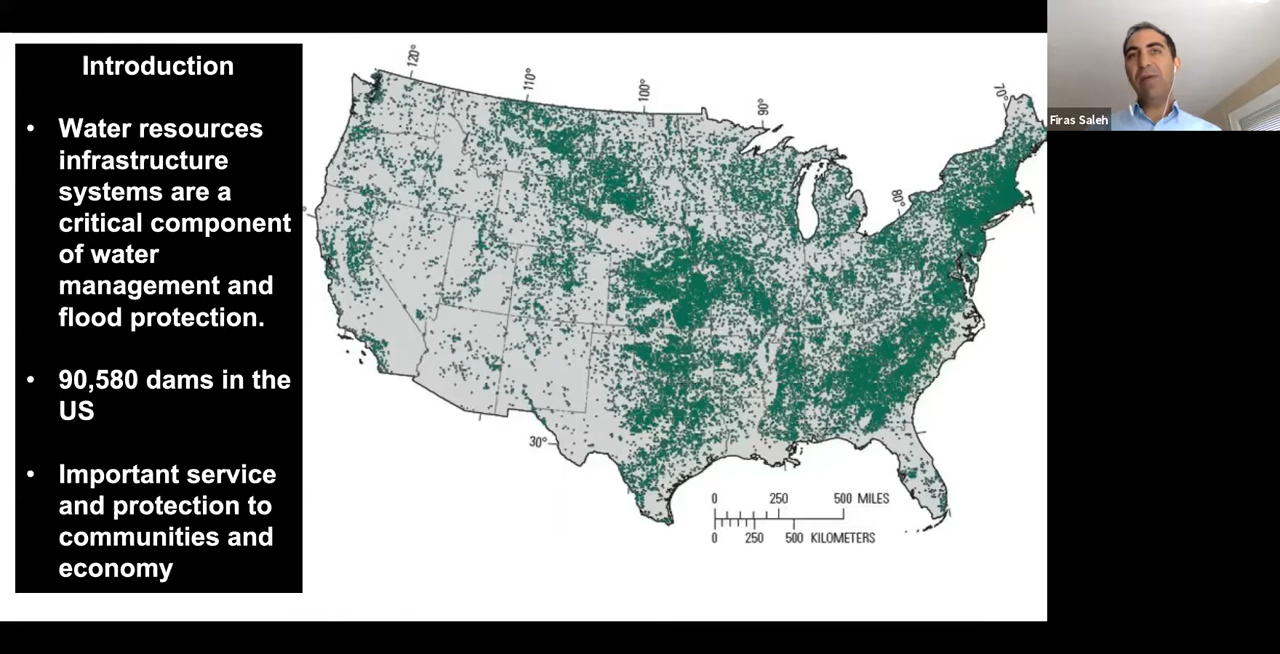 Introduction
• Water resources
infrastructure
systems are a
critical component
of water
management and
flood protection.
• 90,580 dams in the
US
• Important service
and protection to
communities and
economy
120°
110°
100°
90°
80°
70°
30°
0 250 500 MILES
0 250 500 KILOMETERS
Firas Saleh